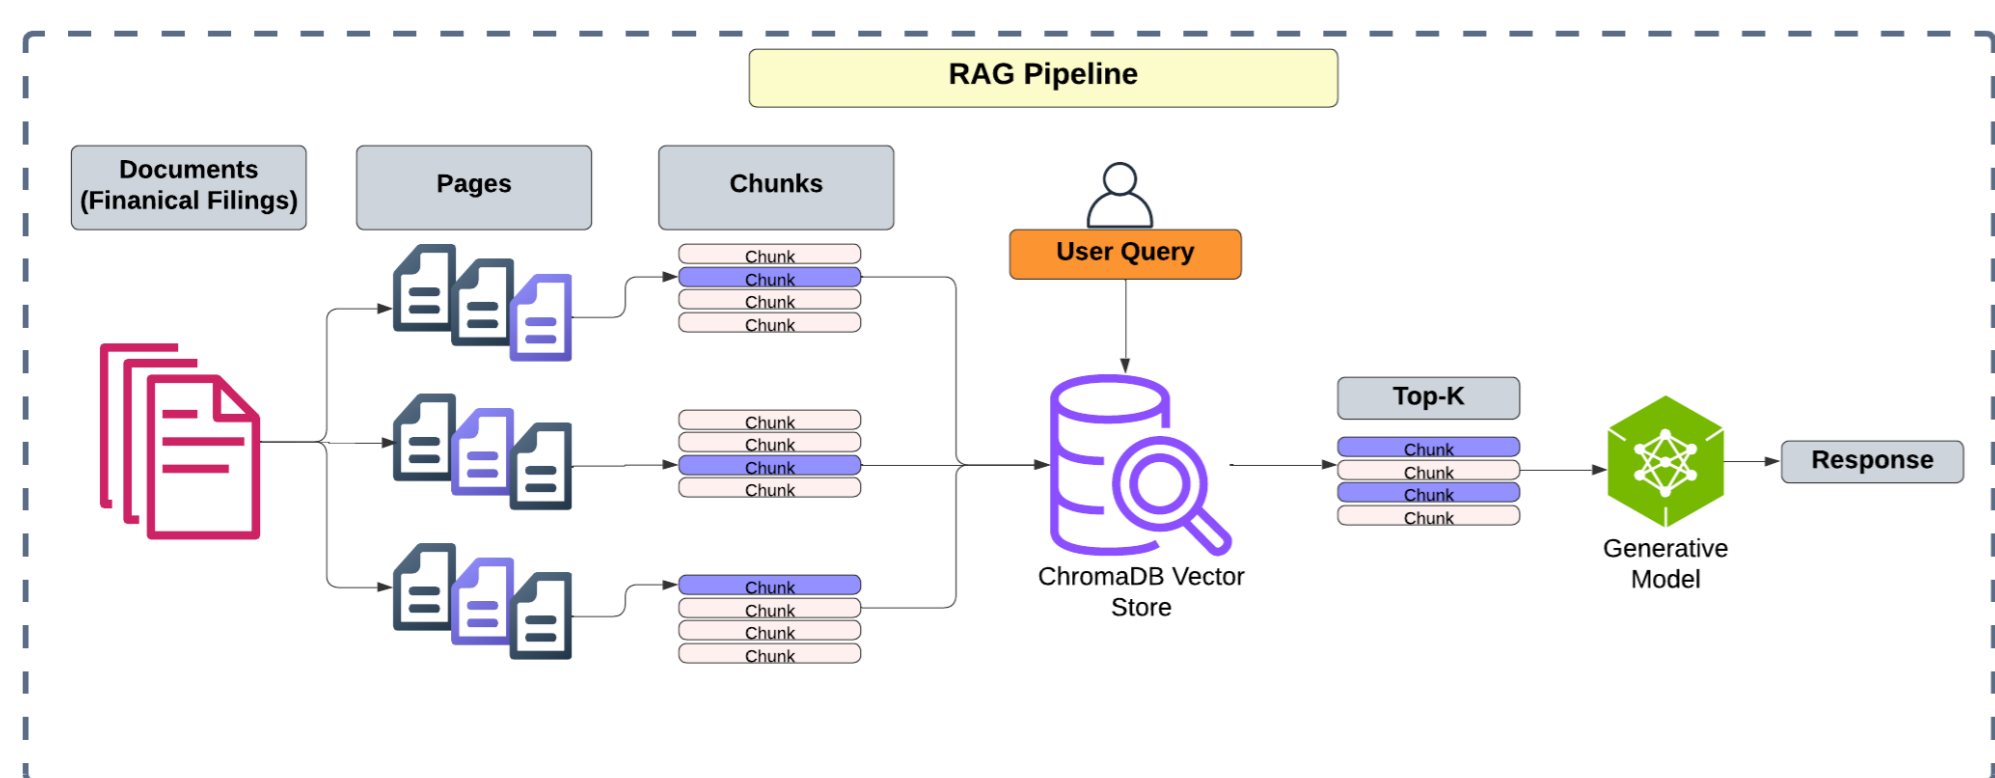 RAG Pipeline
Documents
(Finanical Filings)
Pages
Chunks
Chunk
Chunk
Chunk
Chunk
Chunk
Chunk
Chunk
Chunk
Chunk
Chunk
Chunk
Chunk
User Query
ChromaDB Vector
Store
Top-K
Chunk
Chunk
Chunk
Chunk
Generative
Model
Response